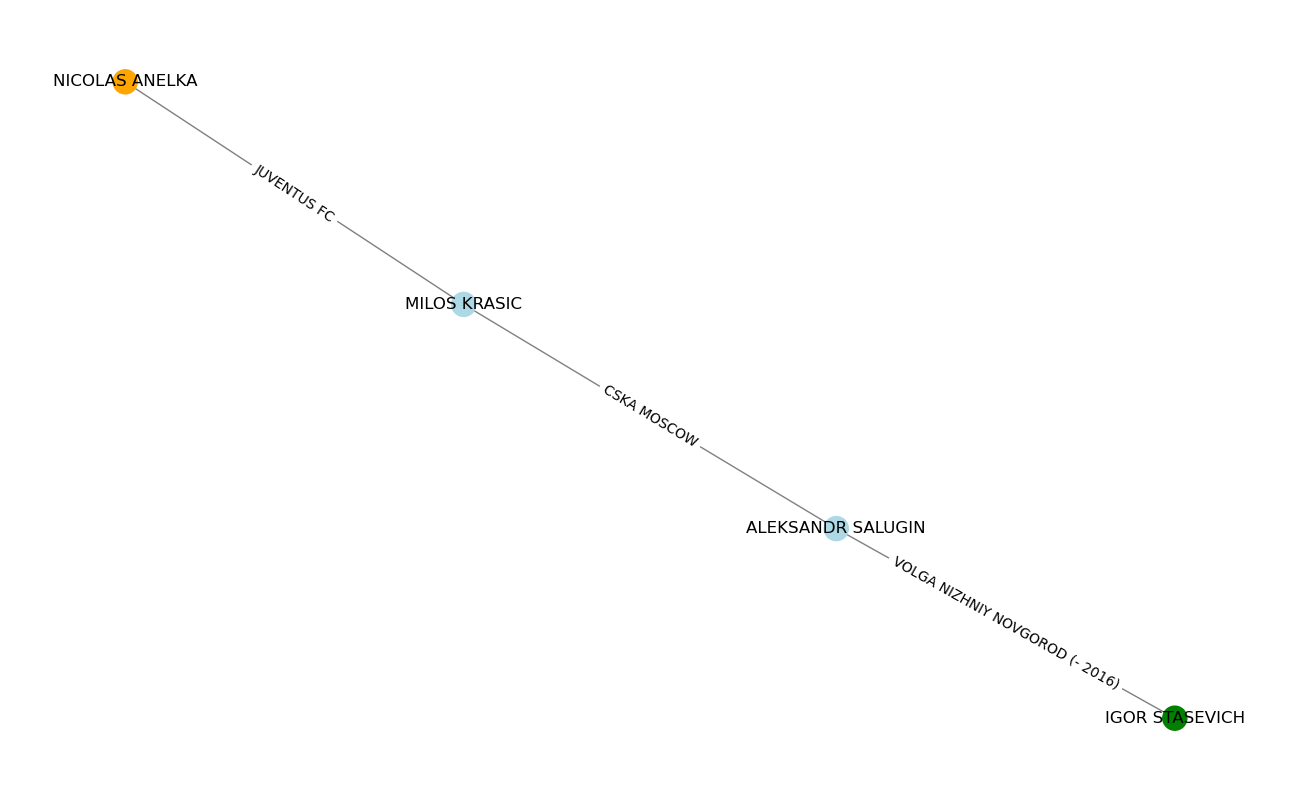 NICOLAS ANELKA
JUVENTUS FC
MILOS KRASIC
CSKA MOSCOW
ALEKSANDR SALUGIN
VOLGA NIZHNIY NOVGOROD (- 2016)
IGOR STASEVICH